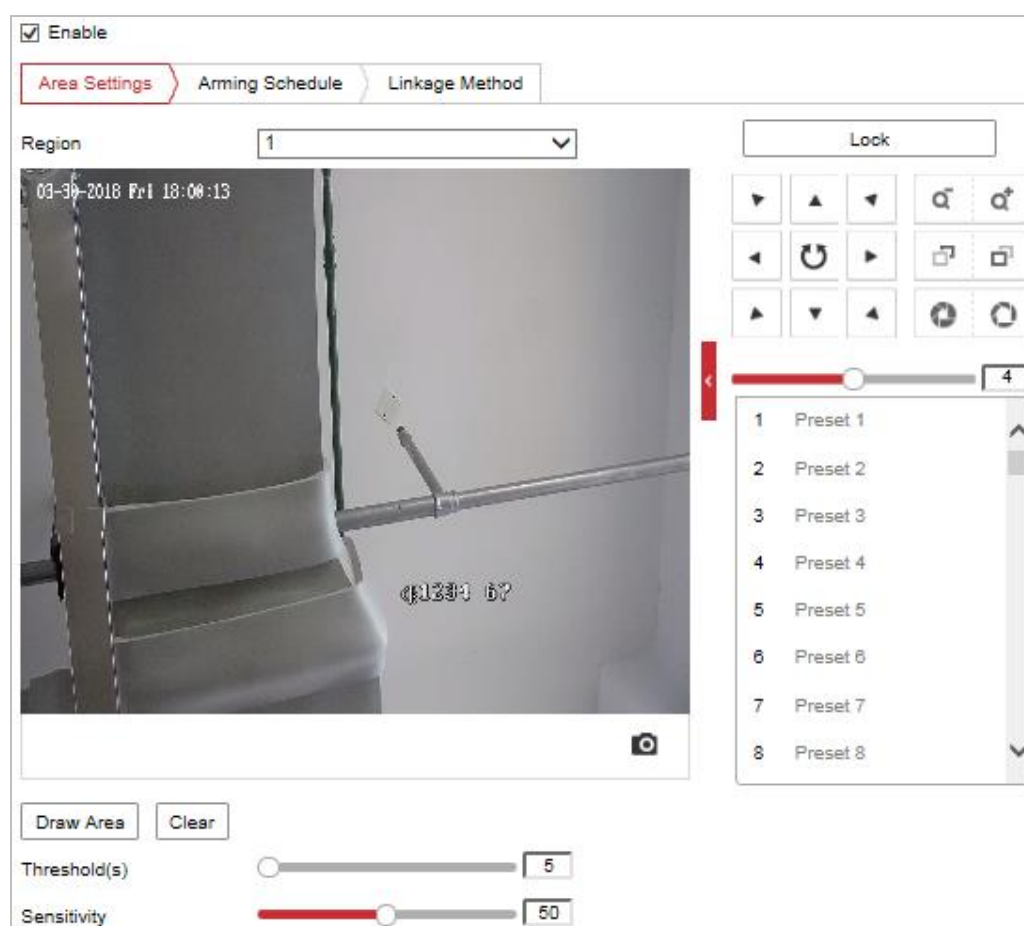 Enable
Area Settings
Arming Schedule
Linkage Method
Region
1
Lock
03-30-2018 Fri 18:00:13
4
1 Preset 1
2 Preset 2
3 Preset 3
4 Preset 4
5 Preset 5
6 Preset 6
7 Preset 7
8 Preset 8
Draw Area
Clear
Threshold(s)
5
Sensitivity
50